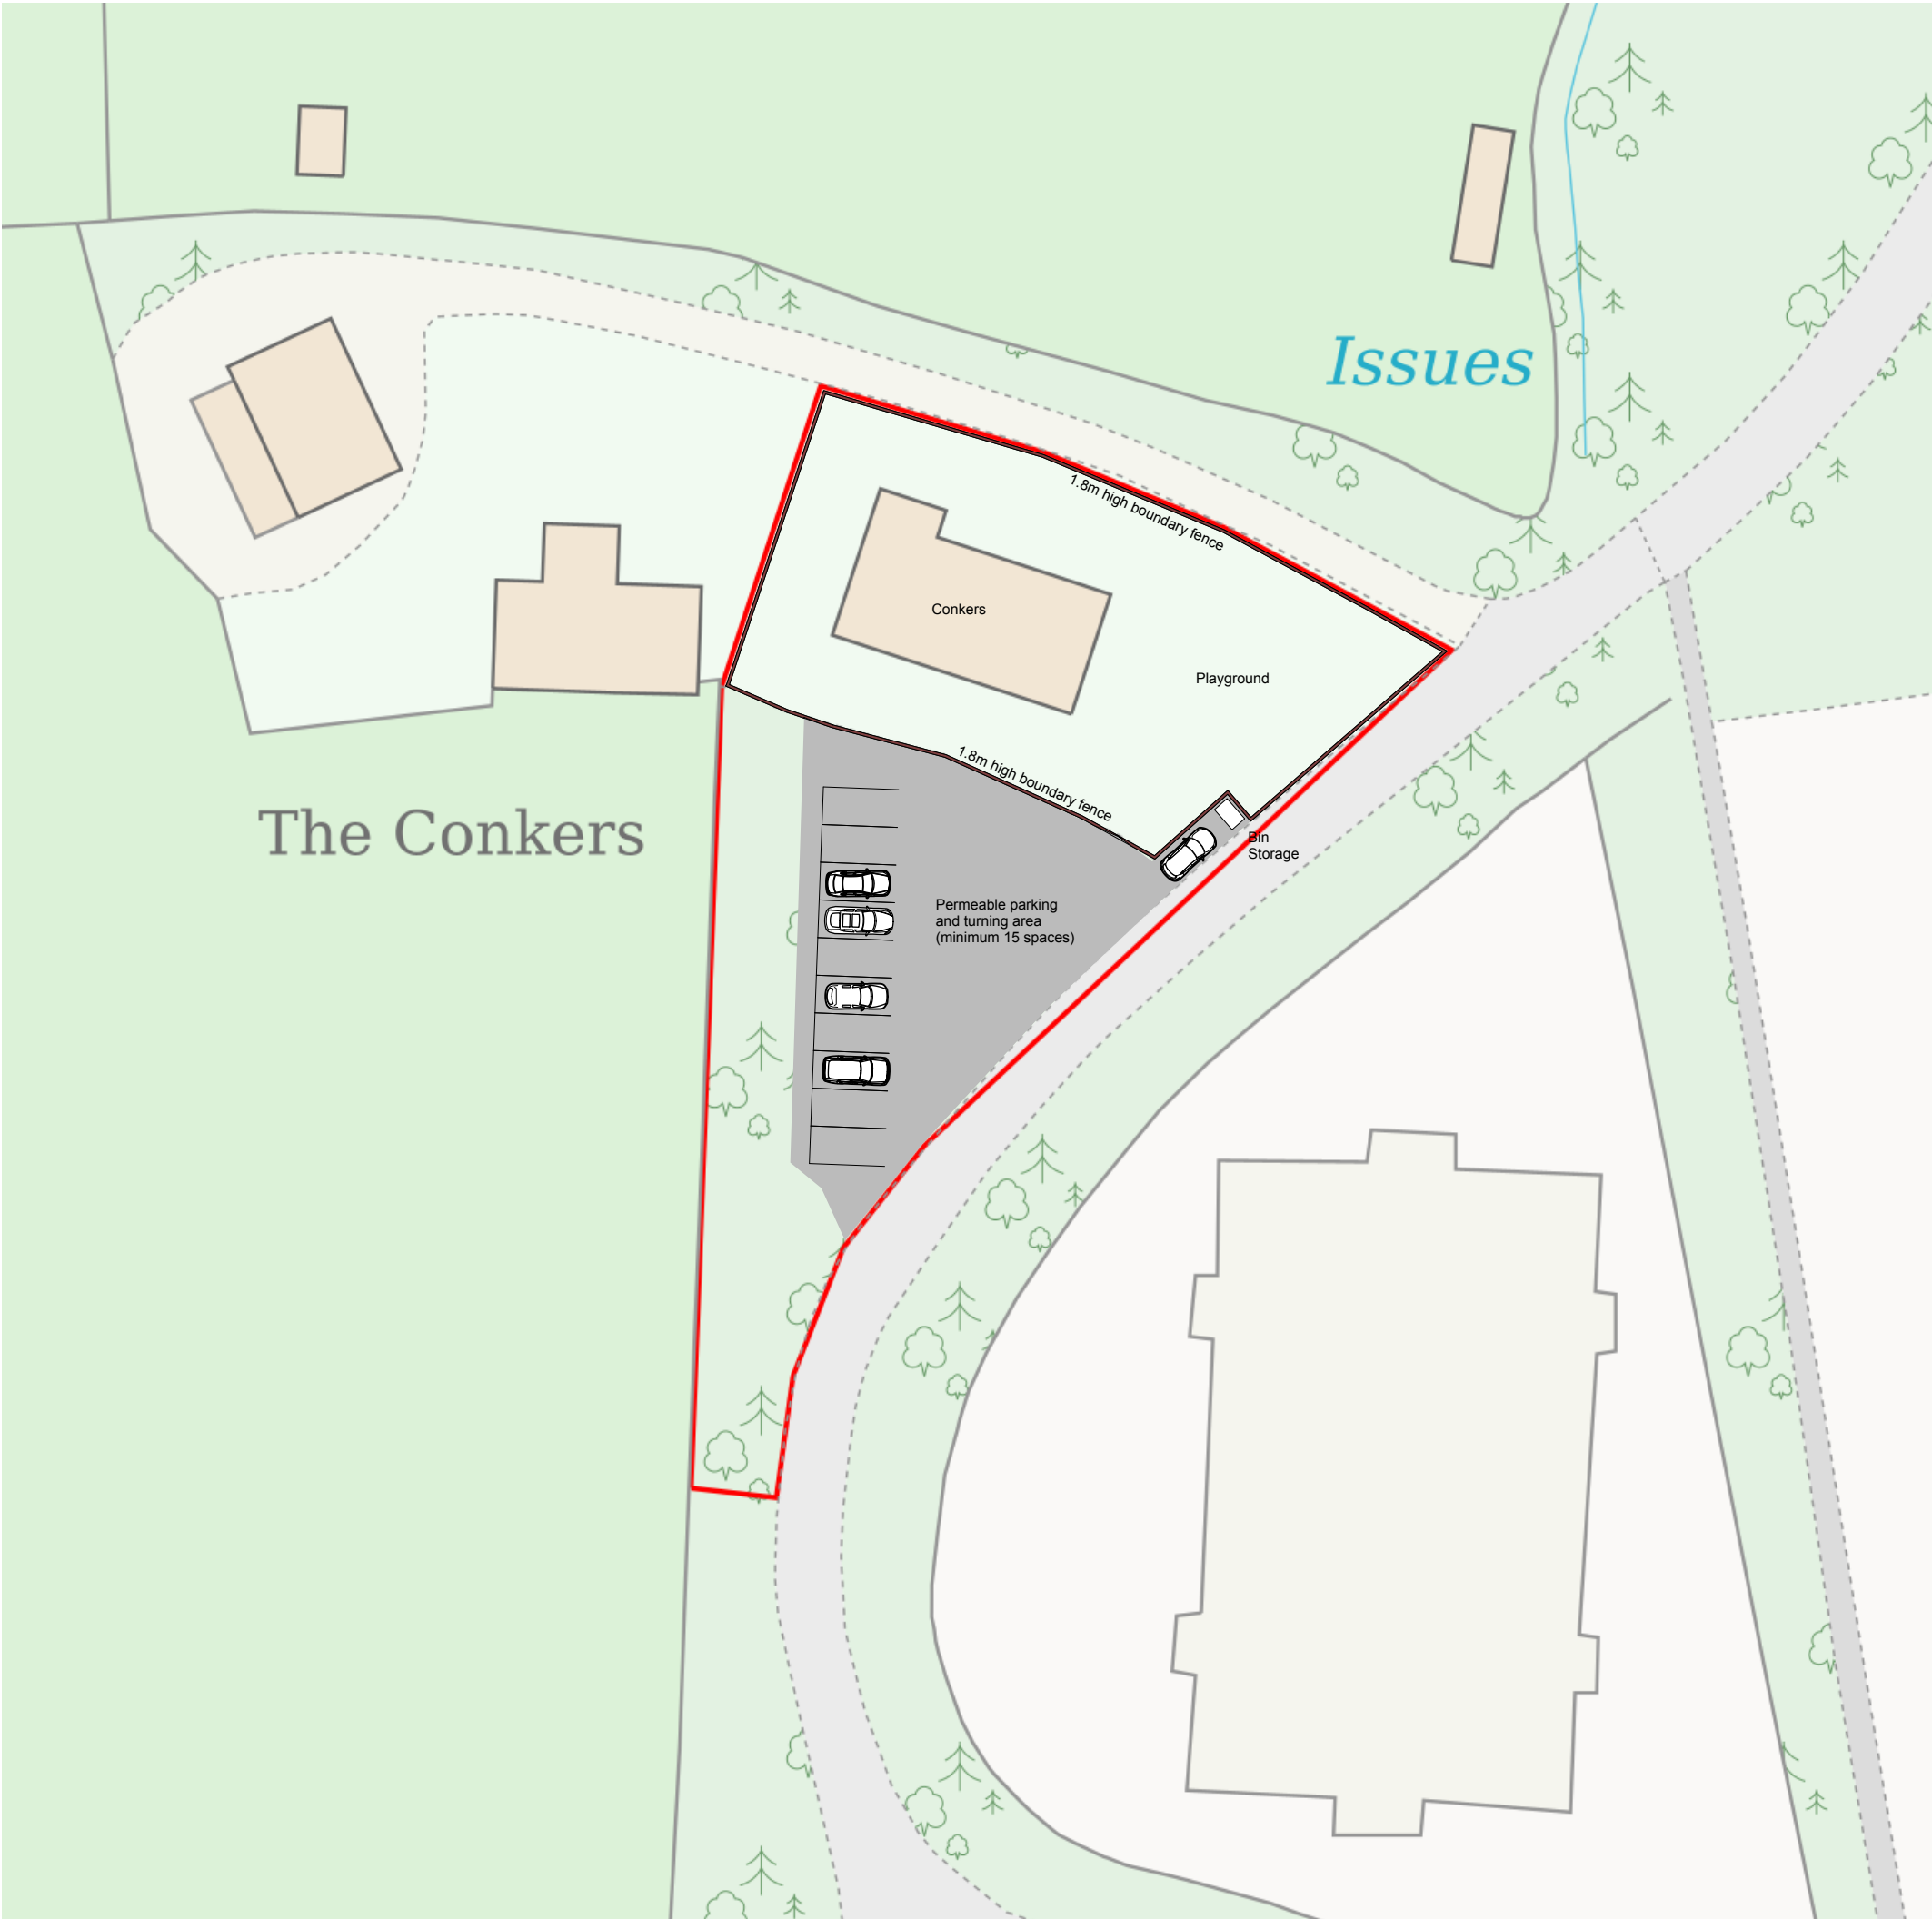 Issues
1.8m high boundary fence
Conkers
Playground
1.8m high boundary fence
The Conkers
Bin
Storage
Permeable parking
and turning area
(minimum 15 spaces)